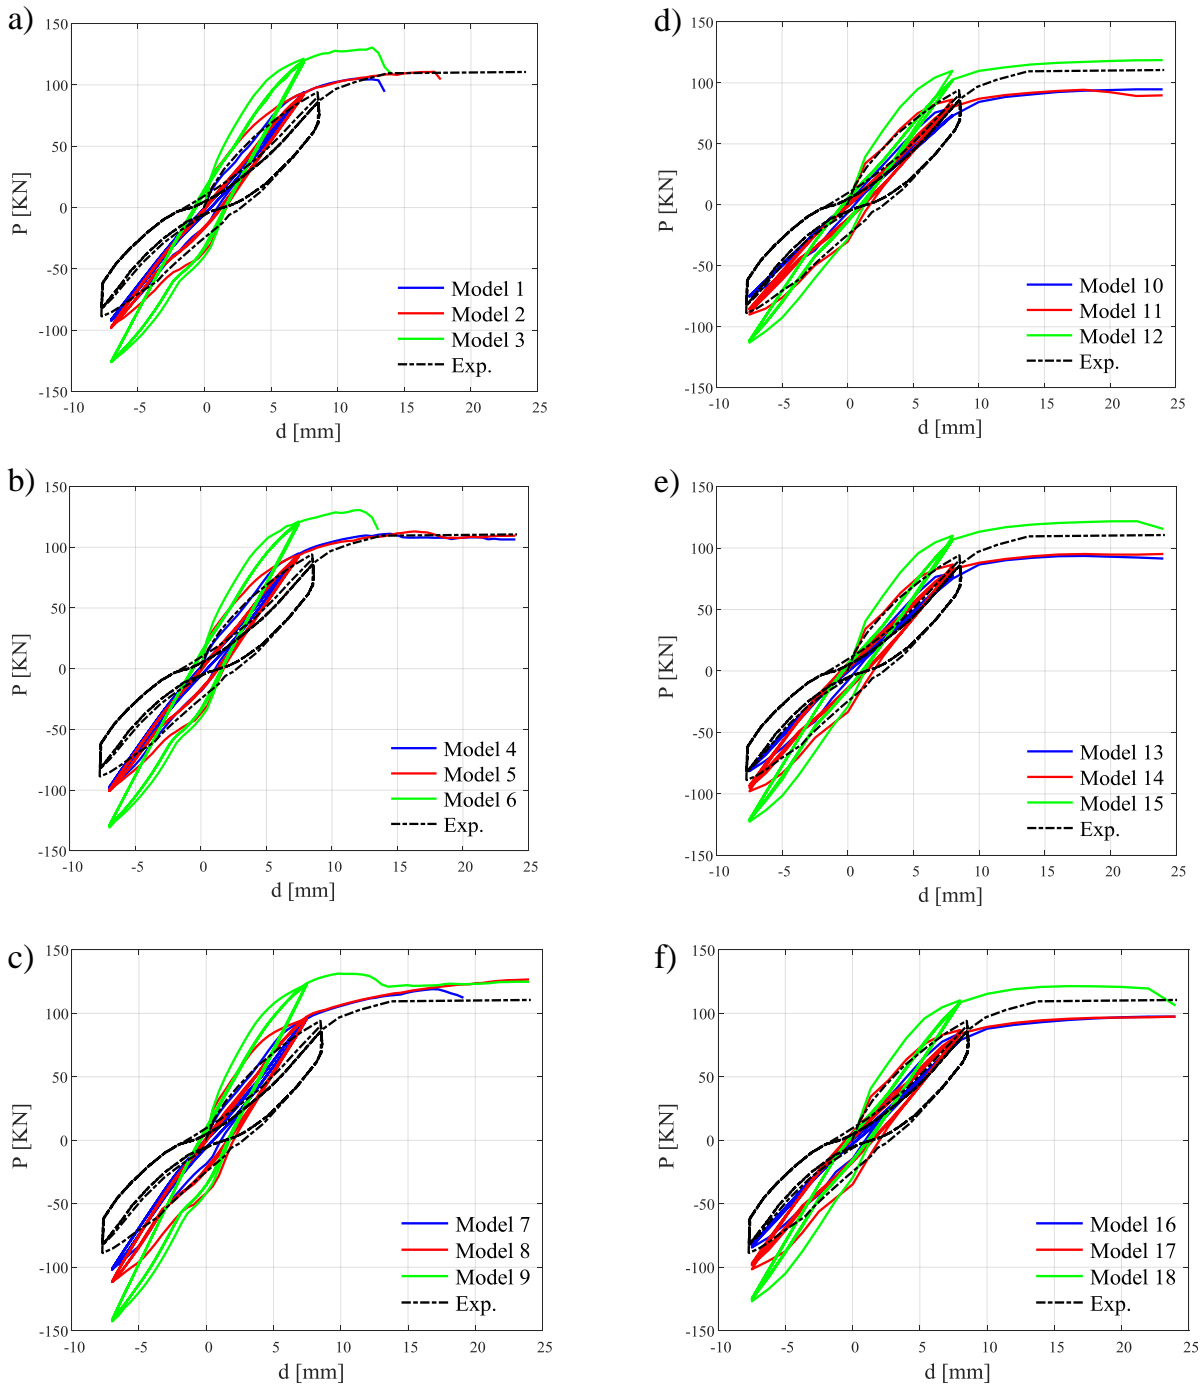 a)
150
100
50
0
-50
-100
-150
P [KN]
Model 1
Model 2
Model 3
Exp.
-10 -5 0 5 10 15 20 25
d [mm]
d)
150
100
50
0
-50
-100
-150
P [KN]
Model 10
Model 11
Model 12
Exp.
-10 -5 0 5 10 15 20 25
d [mm]
b)
150
100
50
0
-50
-100
-150
P [KN]
Model 4
Model 5
Model 6
Exp.
-10 -5 0 5 10 15 20 25
d [mm]
e)
150
100
50
0
-50
-100
-150
P [KN]
Model 13
Model 14
Model 15
Exp.
-10 -5 0 5 10 15 20 25
d [mm]
c)
150
100
50
0
-50
-100
-150
P [KN]
Model 7
Model 8
Model 9
Exp.
-10 -5 0 5 10 15 20 25
d [mm]
f)
150
100
50
0
-50
-100
-150
P [KN]
Model 16
Model 17
Model 18
Exp.
-10 -5 0 5 10 15 20 25
d [mm]